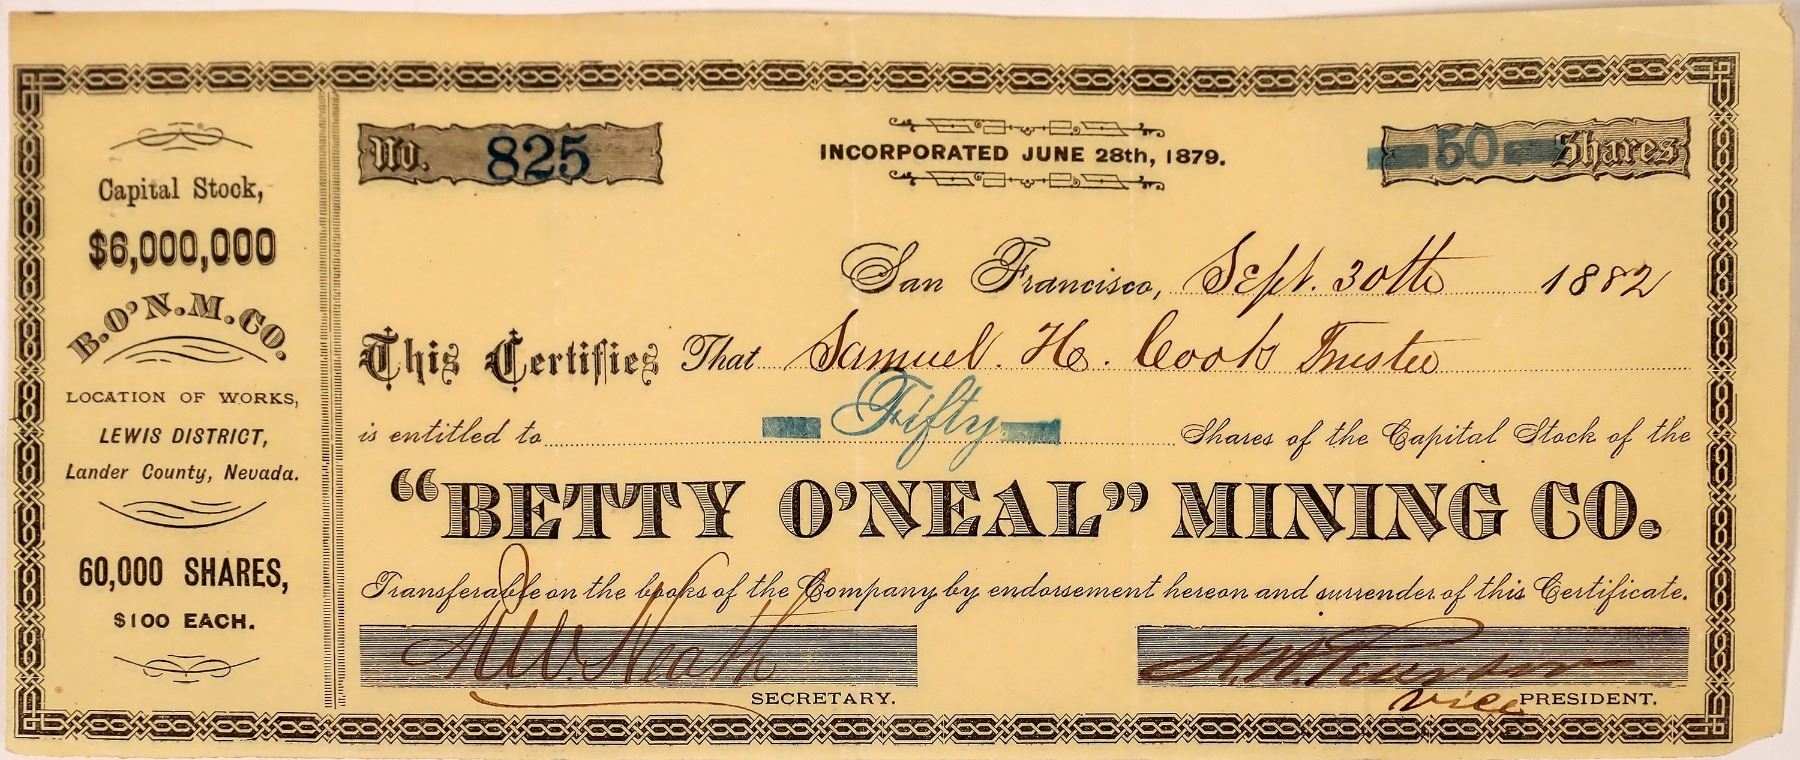 Capital Stock,
$6,000,000
B.O'N.M.CO.
LOCATION OF WORKS,
LEWIS DISTRICT,
Lander County, Nevada.
60,000 SHARES,
$100 EACH.
No. 825
INCORPORATED JUNE 28th, 1879.
50 Shares
San Francisco, Sept. 30th 1882
This Certifies That Samuel. H. Cook Trustee
is entitled to Fifty Shares of the Capital Stock of the
"BETTY O'NEAL" MINING CO.
Transferable on the books of the Company by endorsement hereon and surrender of this Certificate.
Heath
SECRETARY.
vice PRESIDENT.